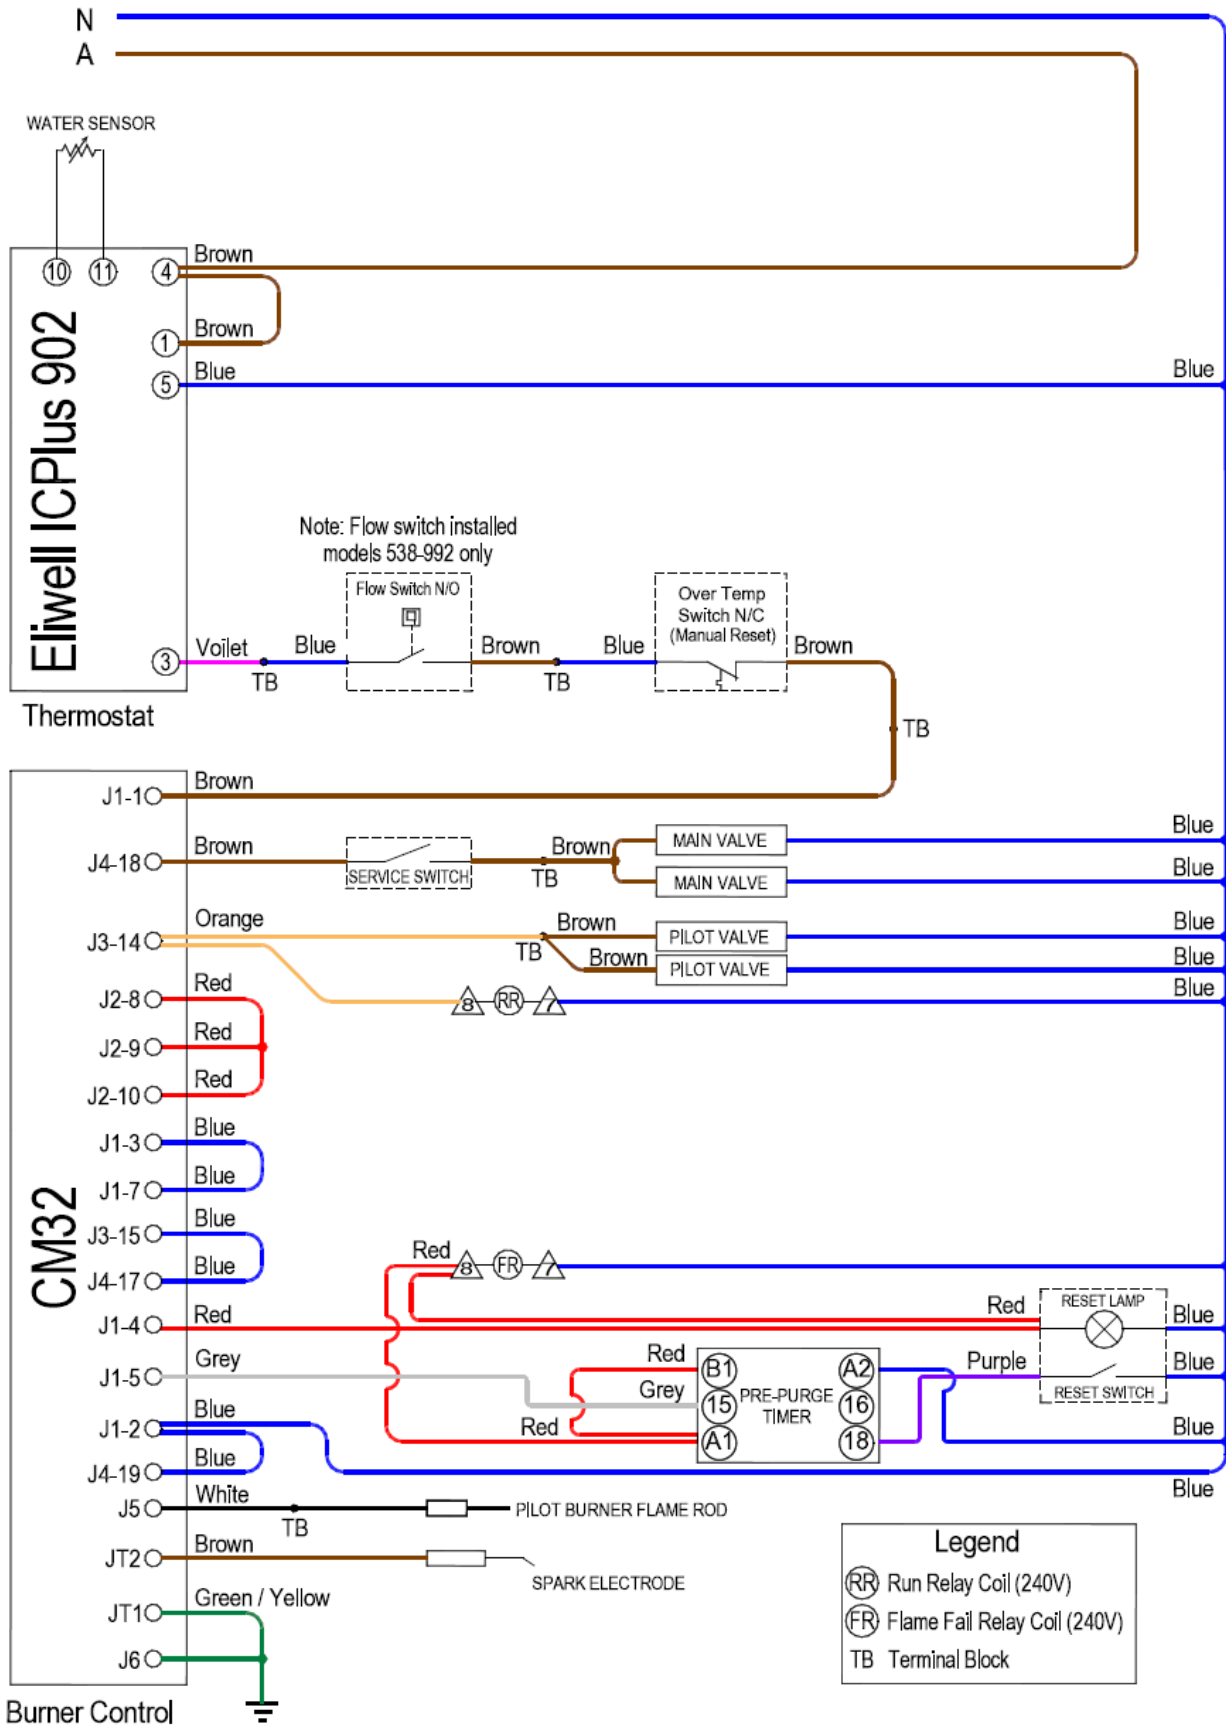 N
A
WATER SENSOR
10
11
4
Brown
1
Brown
5
Blue
Blue
Eliwell ICPlus 902
Note: Flow switch installed
models 538-992 only
Flow Switch N/O
Over Temp
Switch N/C
(Manual Reset)
3
Voilet
TB
Blue
Brown
TB
Blue
Brown
TB
Thermostat
CM32
J1-1
Brown
J4-18
Brown
SERVICE SWITCH
TB
Brown
MAIN VALVE
Blue
MAIN VALVE
Blue
J3-14
Orange
TB
Brown
PILOT VALVE
Blue
Brown
PILOT VALVE
Blue
8
RR
7
Blue
J2-8
Red
J2-9
Red
J2-10
Red
J1-3
Blue
J1-7
Blue
J3-15
Blue
J4-17
Blue
Red
8
FR
7
J1-4
Red
Red
RESET LAMP
Blue
J1-5
Grey
Red
B1
A2
Purple
RESET SWITCH
Blue
Grey
15
PRE-PURGE
TIMER
16
Red
A1
18
Blue
J1-2
Blue
J4-19
Blue
Blue
J5
White
TB
PILOT BURNER FLAME ROD
JT2
Brown
SPARK ELECTRODE
JT1
Green / Yellow
J6
Burner Control
Legend
RR Run Relay Coil (240V)
FR Flame Fail Relay Coil (240V)
TB Terminal Block